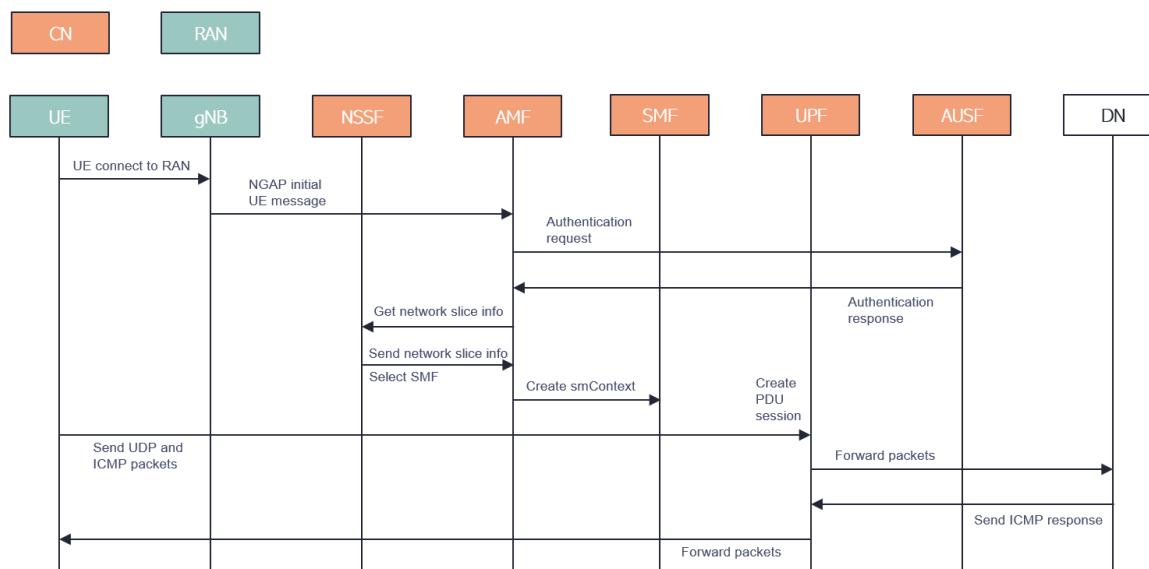 CN
RAN
UE
gNB
NSSF
AMF
SMF
UPF
AUSF
DN
UE connect to RAN
NGAP initial
UE message
Authentication
request
Authentication
response
Get network slice info
Send network slice info
Select SMF
Create smContext
Create
PDU
session
Send UDP and
ICMP packets
Forward packets
Send ICMP response
Forward packets